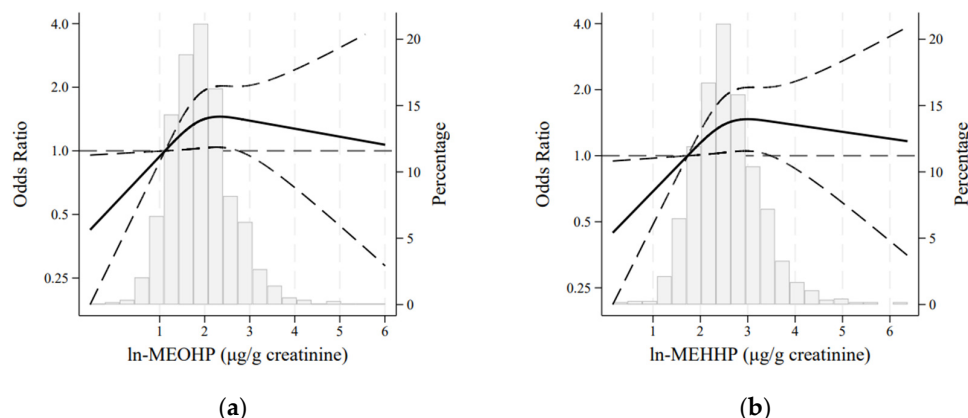 4.0
2.0
1.0
0.5
0.25
Odds Ratio
20
15
10
5
0
Percentage
1 2 3 4 5 6
ln-MEOHP (μg/g creatinine)
(a)
4.0
2.0
1.0
0.5
0.25
Odds Ratio
20
15
10
5
0
Percentage
1 2 3 4 5 6
ln-MEHHP (μg/g creatinine)
(b)